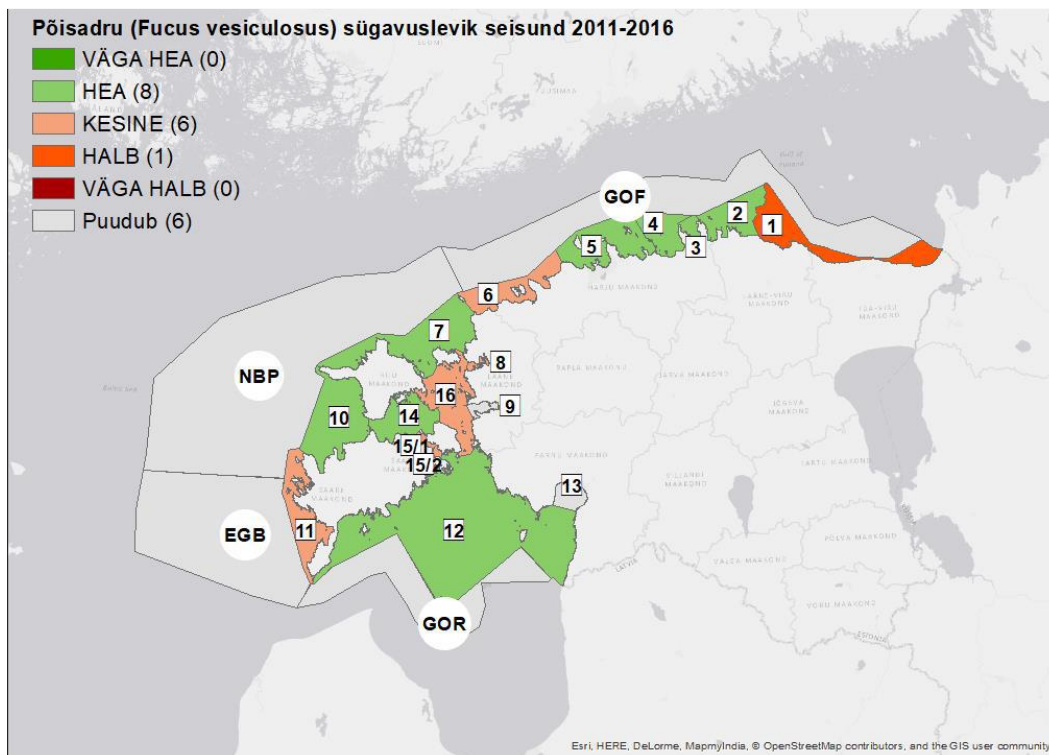 Põisadru (Fucus vesiculosus) sügavuslevik seisund 2011-2016
VÄGA HEA (0)
HEA (8)
KESINE (6)
HALB (1)
VÄGA HALB (0)
Puudub (6)
GOF
2
1
4
3
5
6
7
HARJU MAAKOND
LÄÄNE-VIRU
MAAKOND
IDA-VIRU
MAAKOND
8
NBP
HIIU
MAAKOND
LÄÄNE
MAAKOND
RAPLA MAAKOND
JÄRVA MAAKOND
16
9
10
14
JÕGEVA
MAAKOND
15/1
15/2
SAARE
MAAKOND
PÄRNU MAAKOND
VILJANDI
MAAKOND
TARTU MAAKOND
13
11
12
EGB
PÕLVA MAAKOND
VALGA MAAKOND
LATVIA
VÕRU MAAKOND
ESTONIA
GOR
Esri, HERE, DeLorme, MapmyIndia, © OpenStreetMap contributors, and the GIS user community